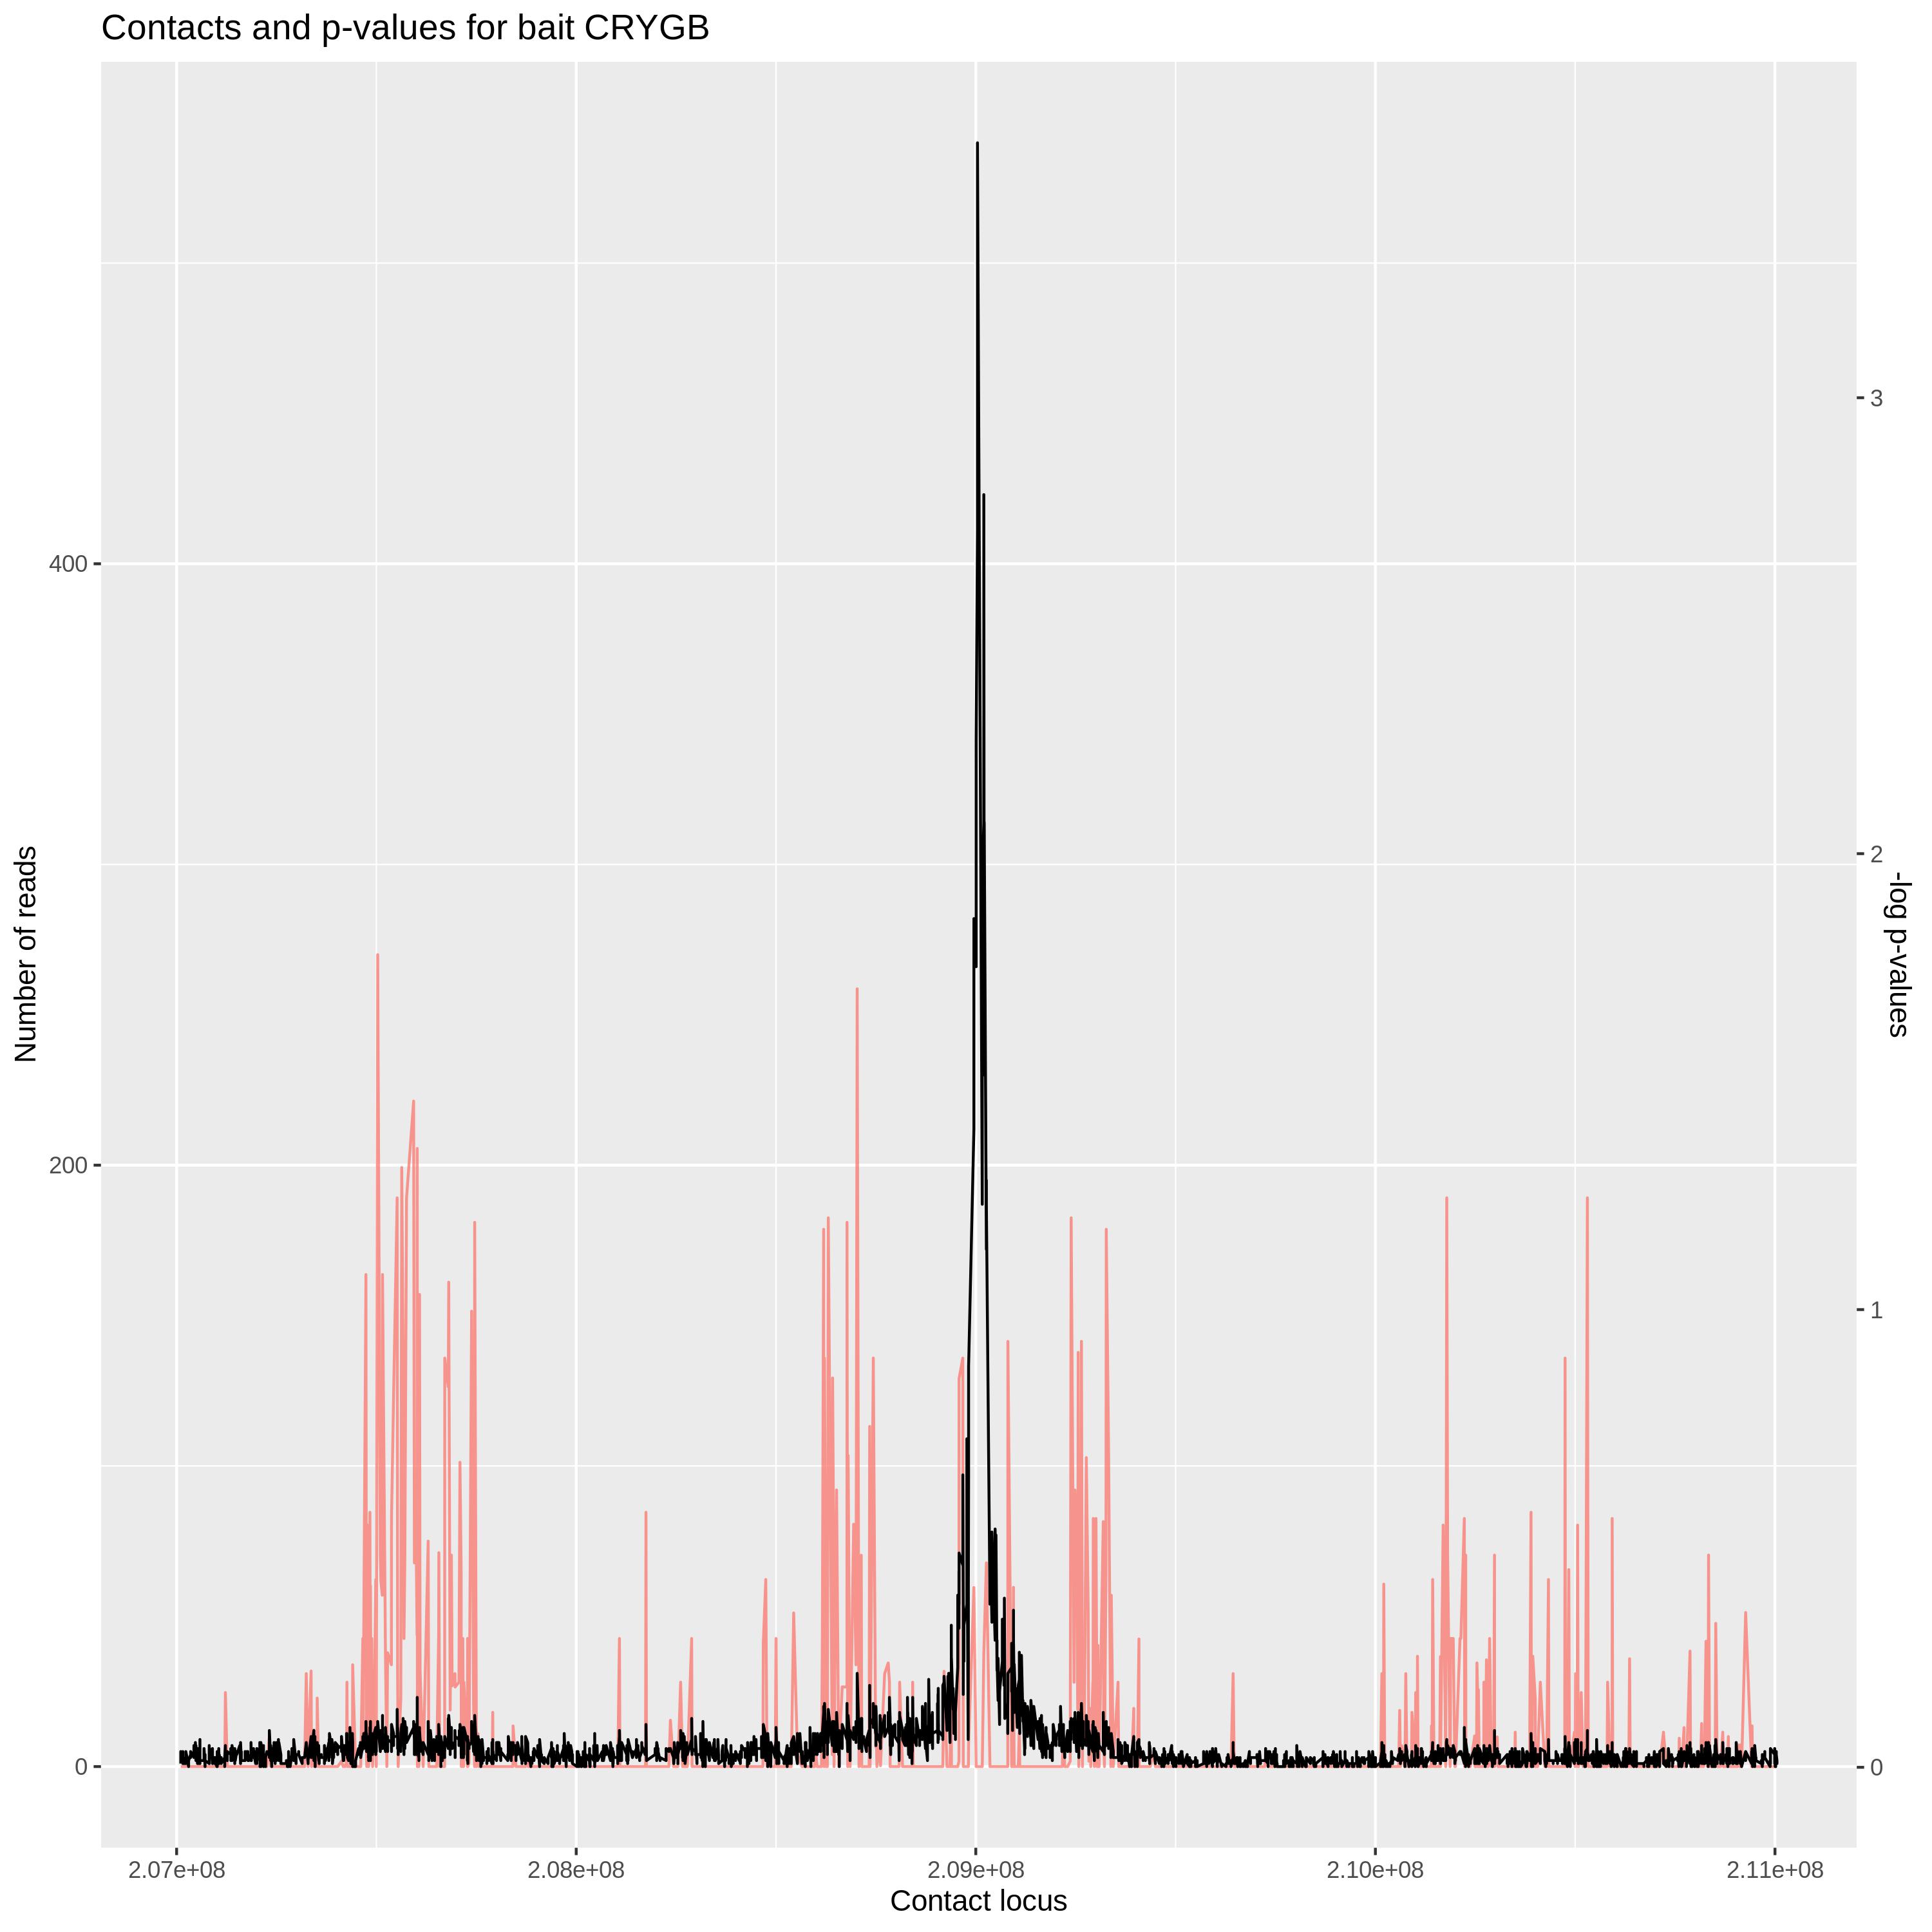 Contacts and p-values for bait CRYGB
Number of reads
400
200
0
3
2
1
0
-log p-values
2.07e+08 2.08e+08 2.09e+08 2.10e+08 2.11e+08
Contact locus